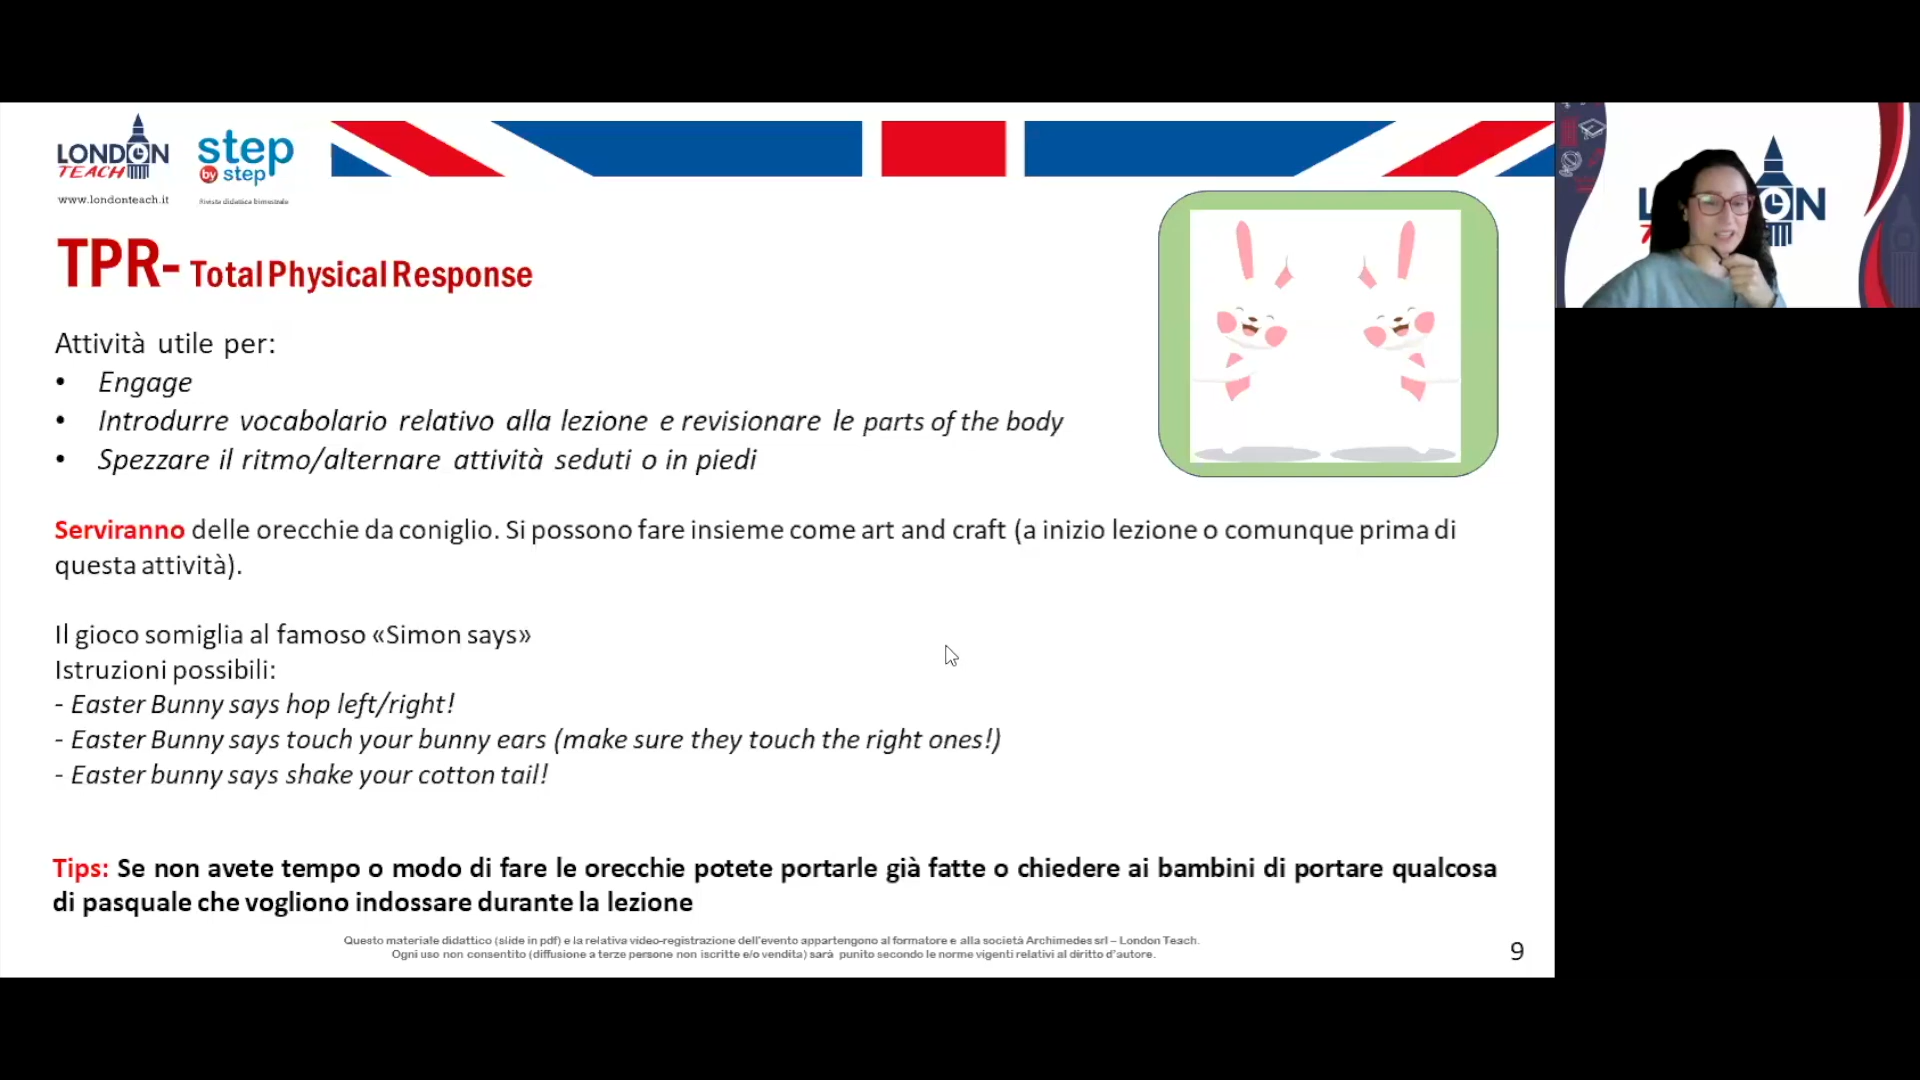 LONDON
TEACH
www.londonteach.it
step
by step
Rivista didattica bimestrale
TPR- Total Physical Response
Attività utile per:
• Engage
• Introdurre vocabolario relativo alla lezione e revisionare le parts of the body
• Spezzare il ritmo/alternare attività seduti o in piedi
Serviranno delle orecchie da coniglio. Si possono fare insieme come art and craft (a inizio lezione o comunque prima di
questa attività).
Il gioco somiglia al famoso «Simon says»
Istruzioni possibili:
- Easter Bunny says hop left/right!
- Easter Bunny says touch your bunny ears (make sure they touch the right ones!)
- Easter bunny says shake your cotton tail!
Tips: Se non avete tempo o modo di fare le orecchie potete portarle già fatte o chiedere ai bambini di portare qualcosa
di pasquale che vogliono indossare durante la lezione
Questo materiale didattico (slide in pdf) e la relativa video-registrazione dell'evento appartengono al formatore e alla società Archimedes srl – London Teach.
Ogni uso non consentito (diffusione a terze persone non iscritte e/o vendita) sarà punito secondo le norme vigenti relativi al diritto d'autore.
9